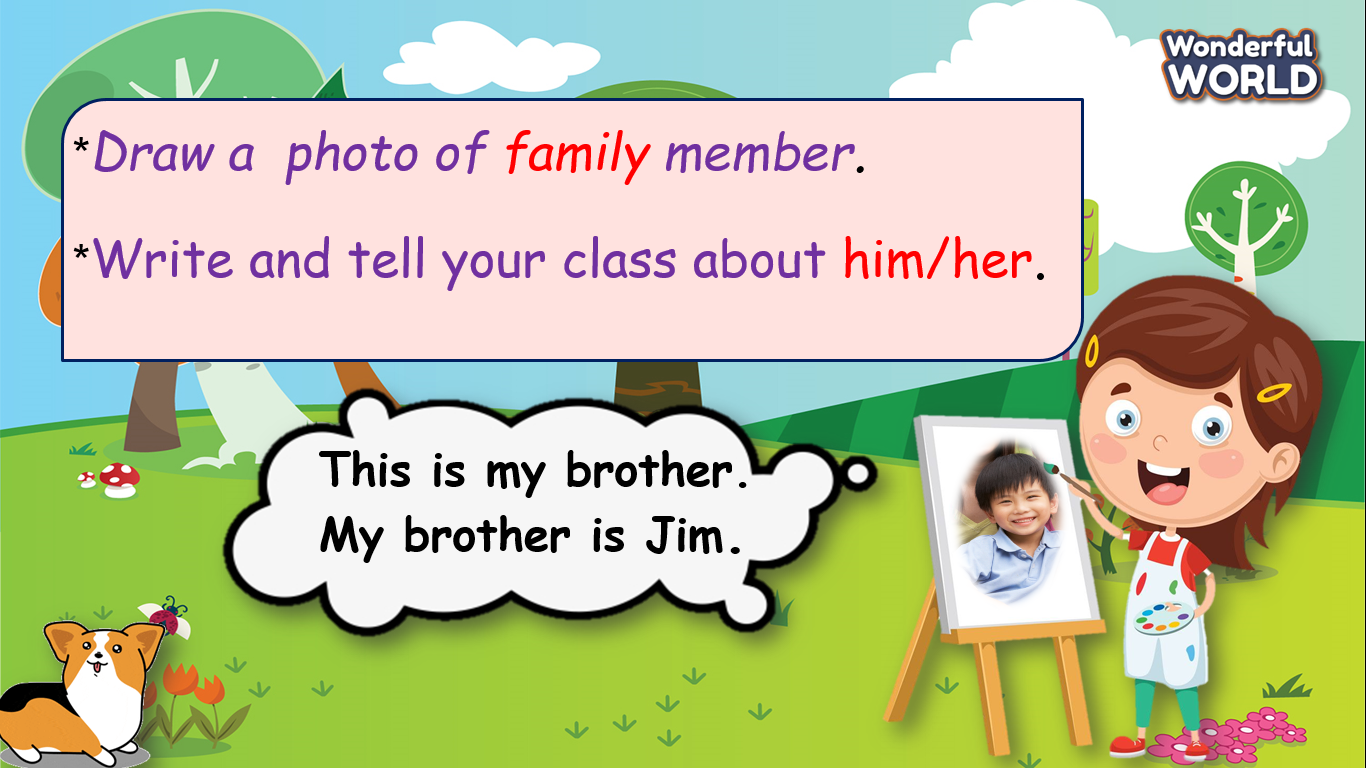 Wonderful
WORLD
*Draw a  photo of family member.
*Write and tell your class about him/her.
This is my brother.
My brother is Jim.